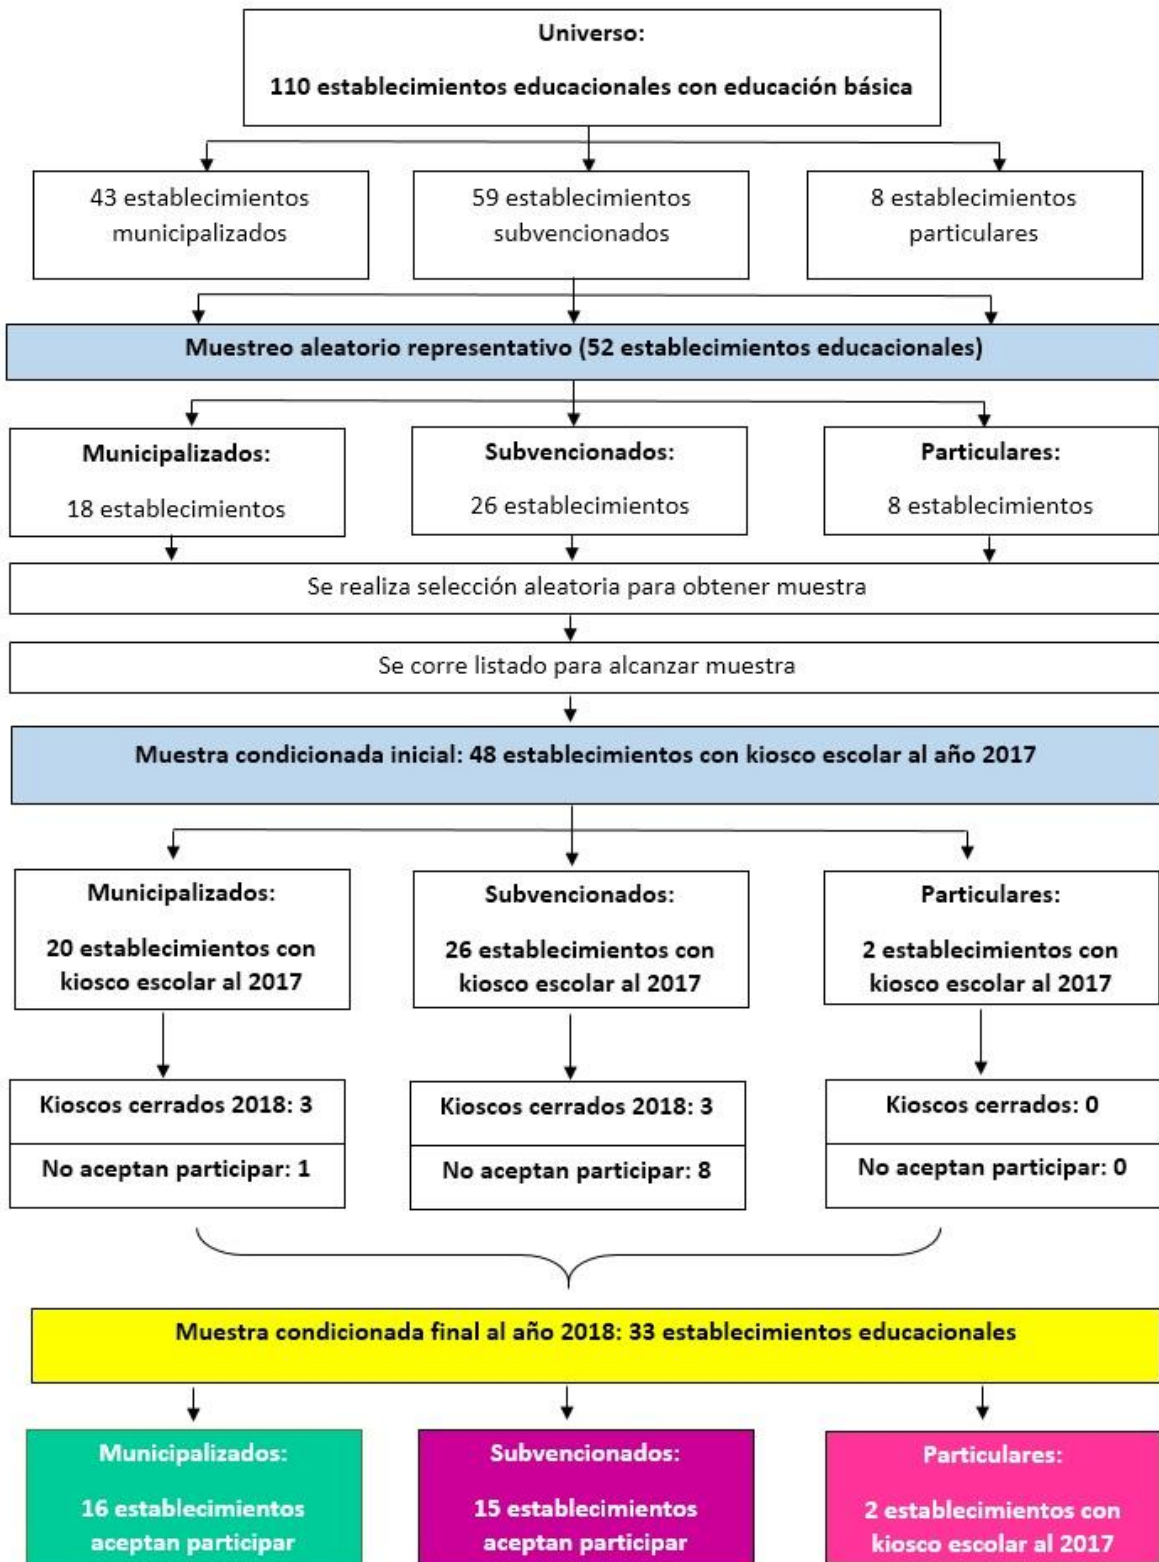 Universo:
110 establecimientos educacionales con educación básica
43 establecimientos
municipalizados
59 establecimientos
subvencionados
8 establecimientos
particulares
Muestreo aleatorio representativo (52 establecimientos educacionales)
Municipalizados:
18 establecimientos
Subvencionados:
26 establecimientos
Particulares:
8 establecimientos
Se realiza selección aleatoria para obtener muestra
Se corre listado para alcanzar muestra
Muestra condicionada inicial: 48 establecimientos con kiosco escolar al año 2017
Municipalizados:
20 establecimientos con
kiosco escolar al 2017
Subvencionados:
26 establecimientos con
kiosco escolar al 2017
Particulares:
2 establecimientos con
kiosco escolar al 2017
Kioscos cerrados 2018: 3
No aceptan participar: 1
Kioscos cerrados 2018: 3
No aceptan participar: 8
Kioscos cerrados: 0
No aceptan participar: 0
Muestra condicionada final al año 2018: 33 establecimientos educacionales
Municipalizados:
16 establecimientos
aceptan participar
Subvencionados:
15 establecimientos
aceptan participar
Particulares:
2 establecimientos con
kiosco escolar al 2017